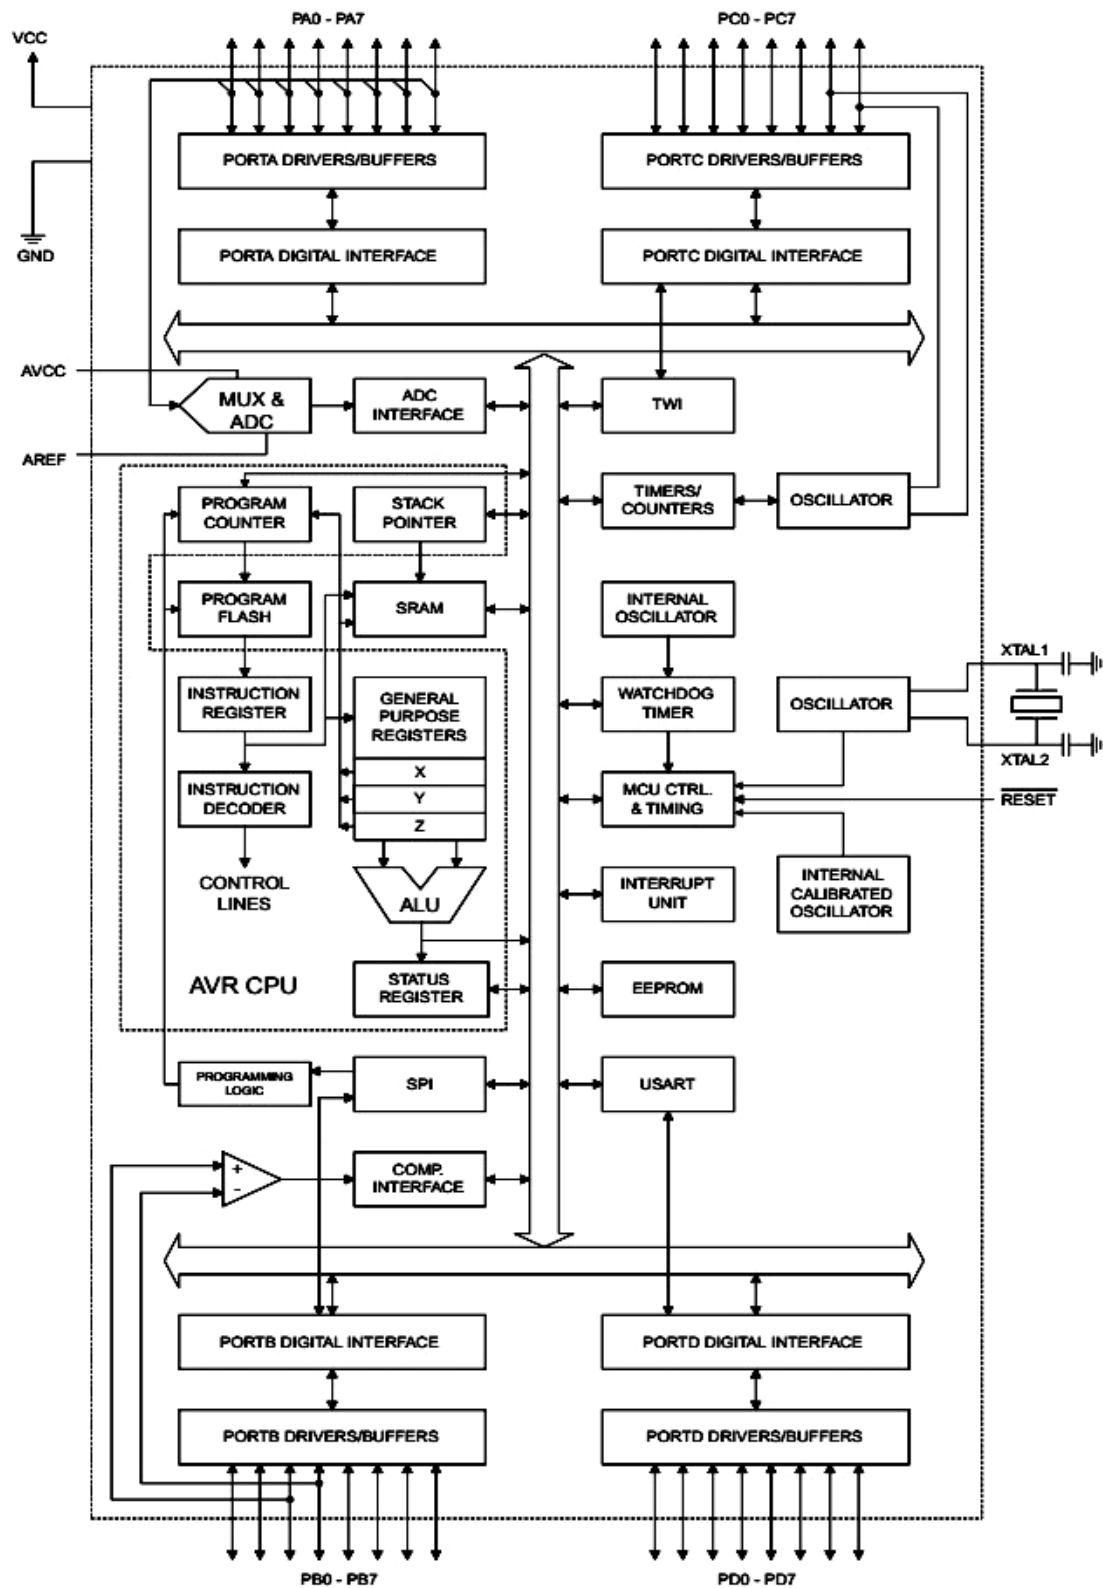 PA0 - PA7
PC0 - PC7
VCC
PORTA DRIVERS/BUFFERS
PORTC DRIVERS/BUFFERS
GND
PORTA DIGITAL INTERFACE
PORTC DIGITAL INTERFACE
AVCC
MUX &
ADC
ADC
INTERFACE
TWI
AREF
PROGRAM
COUNTER
STACK
POINTER
TIMERS/
COUNTERS
OSCILLATOR
PROGRAM
FLASH
SRAM
INTERNAL
OSCILLATOR
XTAL1
INSTRUCTION
REGISTER
GENERAL
PURPOSE
REGISTERS
WATCHDOG
TIMER
OSCILLATOR
XTAL2
X
INSTRUCTION
DECODER
Y
MCU CTRL.
& TIMING
RESET
Z
CONTROL
LINES
ALU
INTERRUPT
UNIT
INTERNAL
CALIBRATED
OSCILLATOR
AVR CPU
STATUS
REGISTER
EEPROM
PROGRAMMING
LOGIC
SPI
USART
+
-
COMP.
INTERFACE
PORTB DIGITAL INTERFACE
PORTD DIGITAL INTERFACE
PORTB DRIVERS/BUFFERS
PORTD DRIVERS/BUFFERS
PB0 - PB7
PD0 - PD7